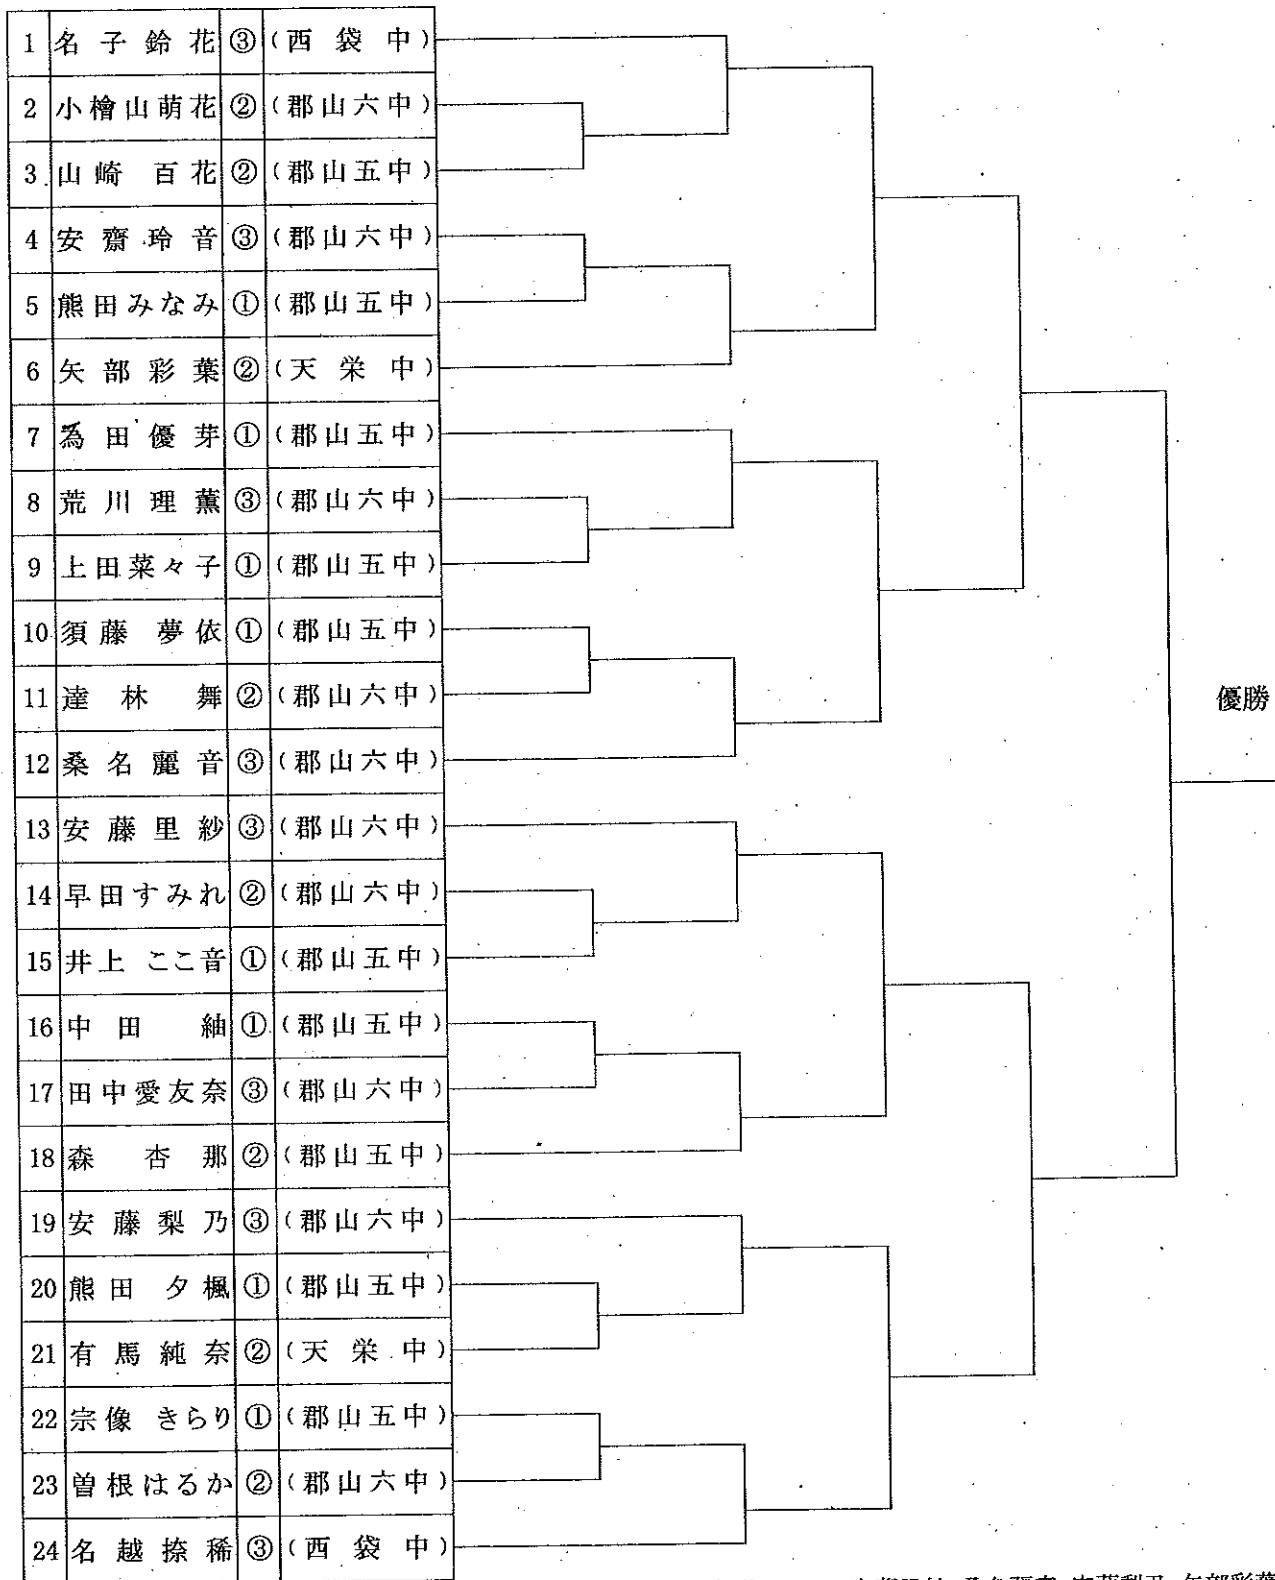 1 名子鈴花 ③ (西袋中)
2 小檜山萌花 ② (郡山六中)
3 山崎 百花 ② (郡山五中)
4 安齋玲音 ③ (郡山六中)
5 熊田みなみ ① (郡山五中)
6 矢部彩葉 ② (天栄中)
7 為田優芽 ① (郡山五中)
8 荒川理薫 ③ (郡山六中)
9 上田菜々子 ① (郡山五中)
10 須藤 夢依 ① (郡山五中)
11 達林 舞 ② (郡山六中)
優勝
12 桑名麗音 ③ (郡山六中)
13 安藤里紗 ③ (郡山六中)
14 早田すみれ ② (郡山六中)
15 井上 ここ音 ① (郡山五中)
16 中田 紬 ① (郡山五中)
17 田中愛友奈 ③ (郡山六中)
18 森 杏那 ② (郡山五中)
19 安藤梨乃 ③ (郡山六中)
20 熊田 夕楓 ① (郡山五中)
21 有馬純奈 ② (天栄中)
22 宗像 きらり ① (郡山五中)
23 曽根はるか ② (郡山六中)
24 名越捺稀 ③ (西袋中)